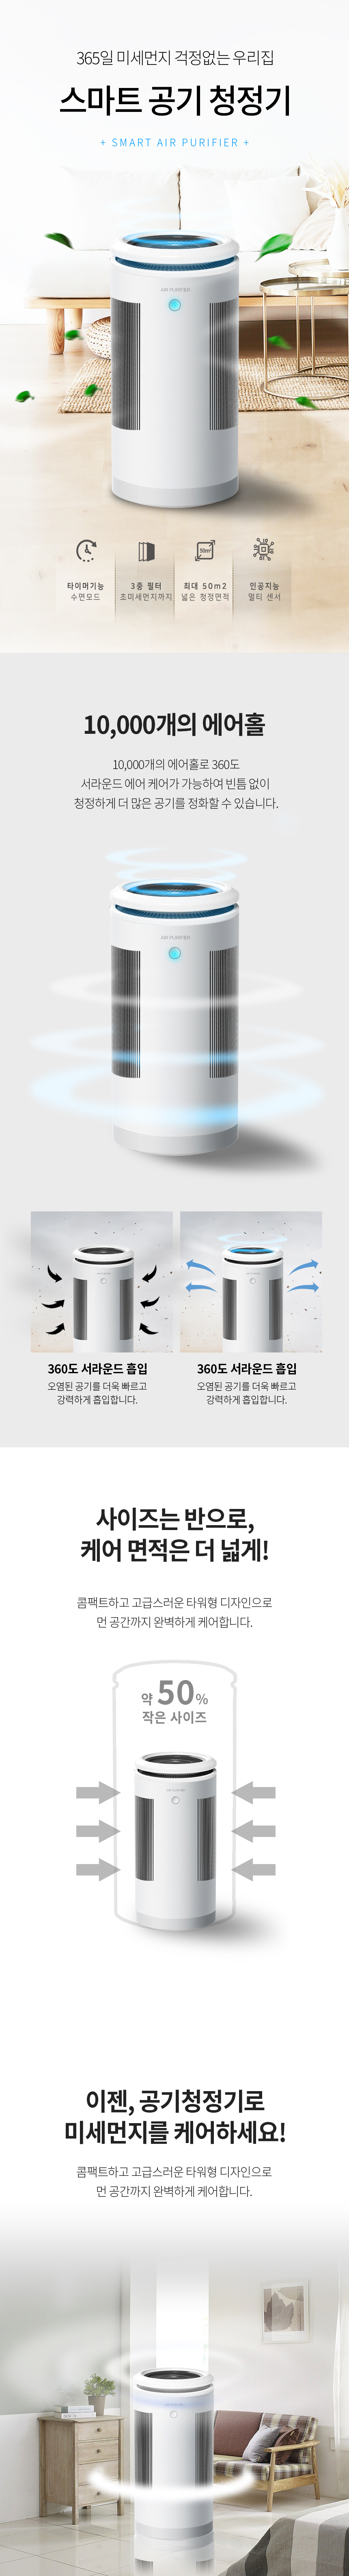 365일 미세먼지 걱정없는 우리집
스마트 공기 청정기
+ SMART AIR PURIFIER +
AIR PURIFIER
타이머기능
수면모드
3중 필터
초미세먼지까지
50m²
최대 50m2
넓은 청정면적
인공지능
멀티 센서
10,000개의 에어홀
10,000개의 에어홀로 360도
서라운드 에어 케어가 가능하여 빈틈 없이
청정하게 더 많은 공기를 정화할 수 있습니다.
AIR PURIFIER
360도 서라운드 흡입
오염된 공기를 더욱 빠르고
강력하게 흡입합니다.
360도 서라운드 흡입
오염된 공기를 더욱 빠르고
강력하게 흡입합니다.
사이즈는 반으로,
케어 면적은 더 넓게!
콤팩트하고 고급스러운 타워형 디자인으로
먼 공간까지 완벽하게 케어합니다.
약 50%
작은 사이즈
AIR PURIFIER
이젠, 공기청정기로
미세먼지를 케어하세요!
콤팩트하고 고급스러운 타워형 디자인으로
먼 공간까지 완벽하게 케어합니다.